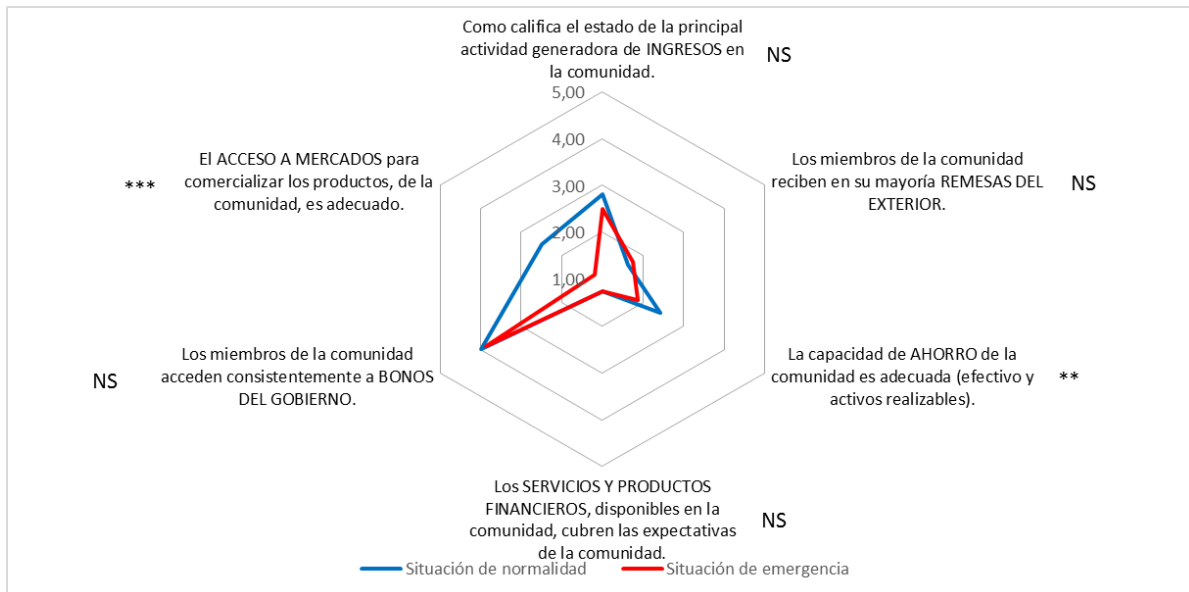 Como califica el estado de la principal
actividad generadora de INGRESOS en
la comunidad.
NS
5,00
4,00
3,00
2,00
1,00
El ACCESO A MERCADOS para
comercializar los productos, de la
comunidad, es adecuado.
***
Los miembros de la comunidad
reciben en su mayoría REMESAS DEL
EXTERIOR.
NS
Los miembros de la comunidad
acceden consistentemente a BONOS
DEL GOBIERNO.
NS
La capacidad de AHORRO de la
comunidad es adecuada (efectivo y
activos realizables).
**
Los SERVICIOS Y PRODUCTOS
FINANCIEROS, disponibles en la
comunidad, cubren las expectativas
de la comunidad.
NS
Situación de normalidad
Situación de emergencia